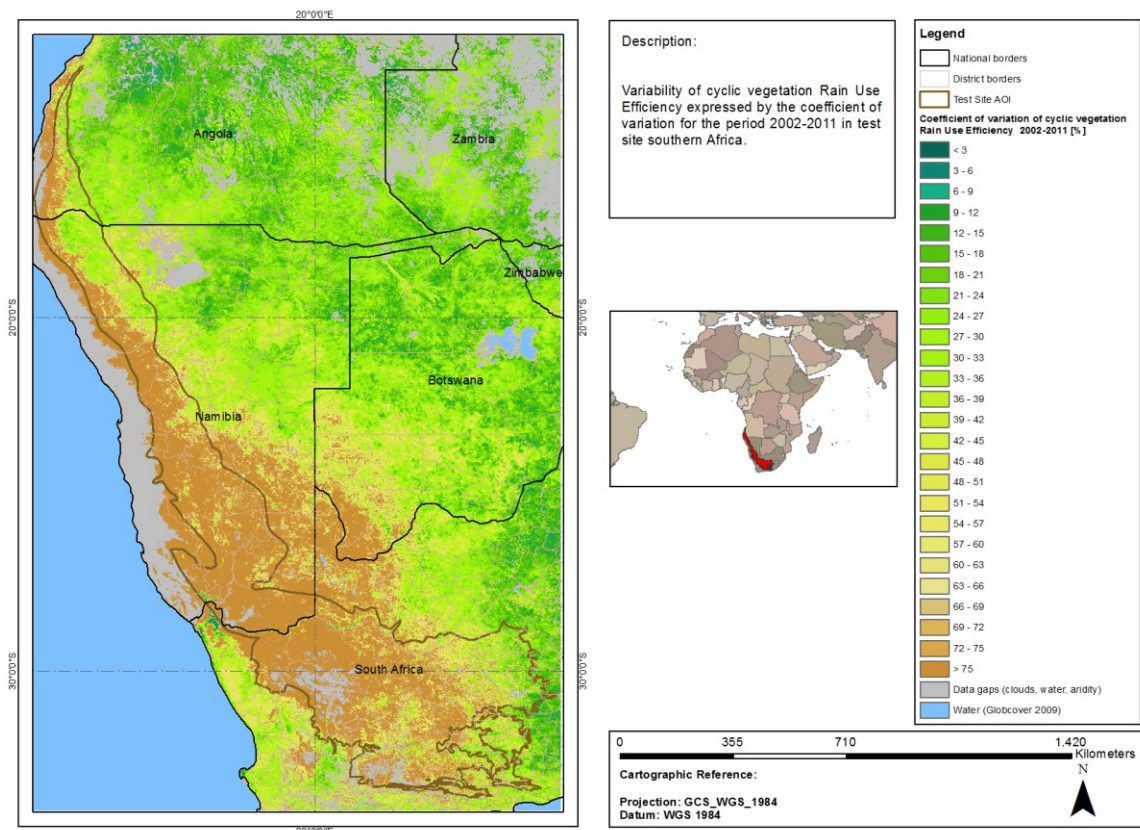 20°0'0"E
Angola
Zambia
Zimbabwe
20°0'0"S
20°0'0"S
Botswana
Namibia
30°0'0"S
30°0'0"S
South Africa
20°0'0"E
Description:
Variability of cyclic vegetation Rain Use
Efficiency expressed by the coefficient of
variation for the period 2002-2011 in test
site southern Africa.
Legend
National borders
District borders
Test Site AOI
Coefficient of variation of cyclic vegetation
Rain Use Efficiency 2002-2011 [%]
< 3
3 - 6
6 - 9
9 - 12
12 - 15
15 - 18
18 - 21
21 - 24
24 - 27
27 - 30
30 - 33
33 - 36
36 - 39
39 - 42
42 - 45
45 - 48
48 - 51
51 - 54
54 - 57
57 - 60
60 - 63
63 - 66
66 - 69
69 - 72
72 - 75
> 75
Data gaps (clouds, water, aridity)
Water (Globcover 2009)
0 355 710 1.420
Kilometers
N
Cartographic Reference:
Projection: GCS_WGS_1984
Datum: WGS 1984